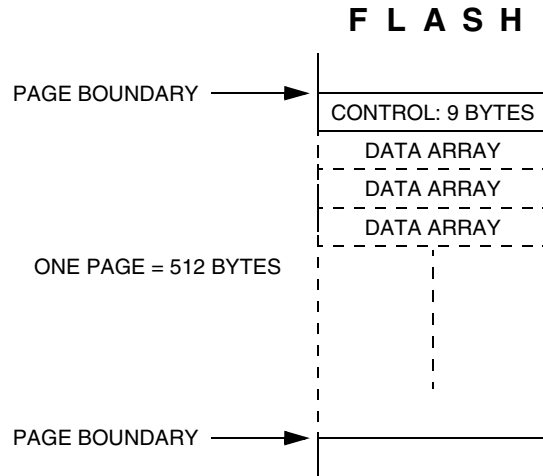 F L A S H
PAGE BOUNDARY
CONTROL: 9 BYTES
DATA ARRAY
DATA ARRAY
DATA ARRAY
ONE PAGE = 512 BYTES
PAGE BOUNDARY